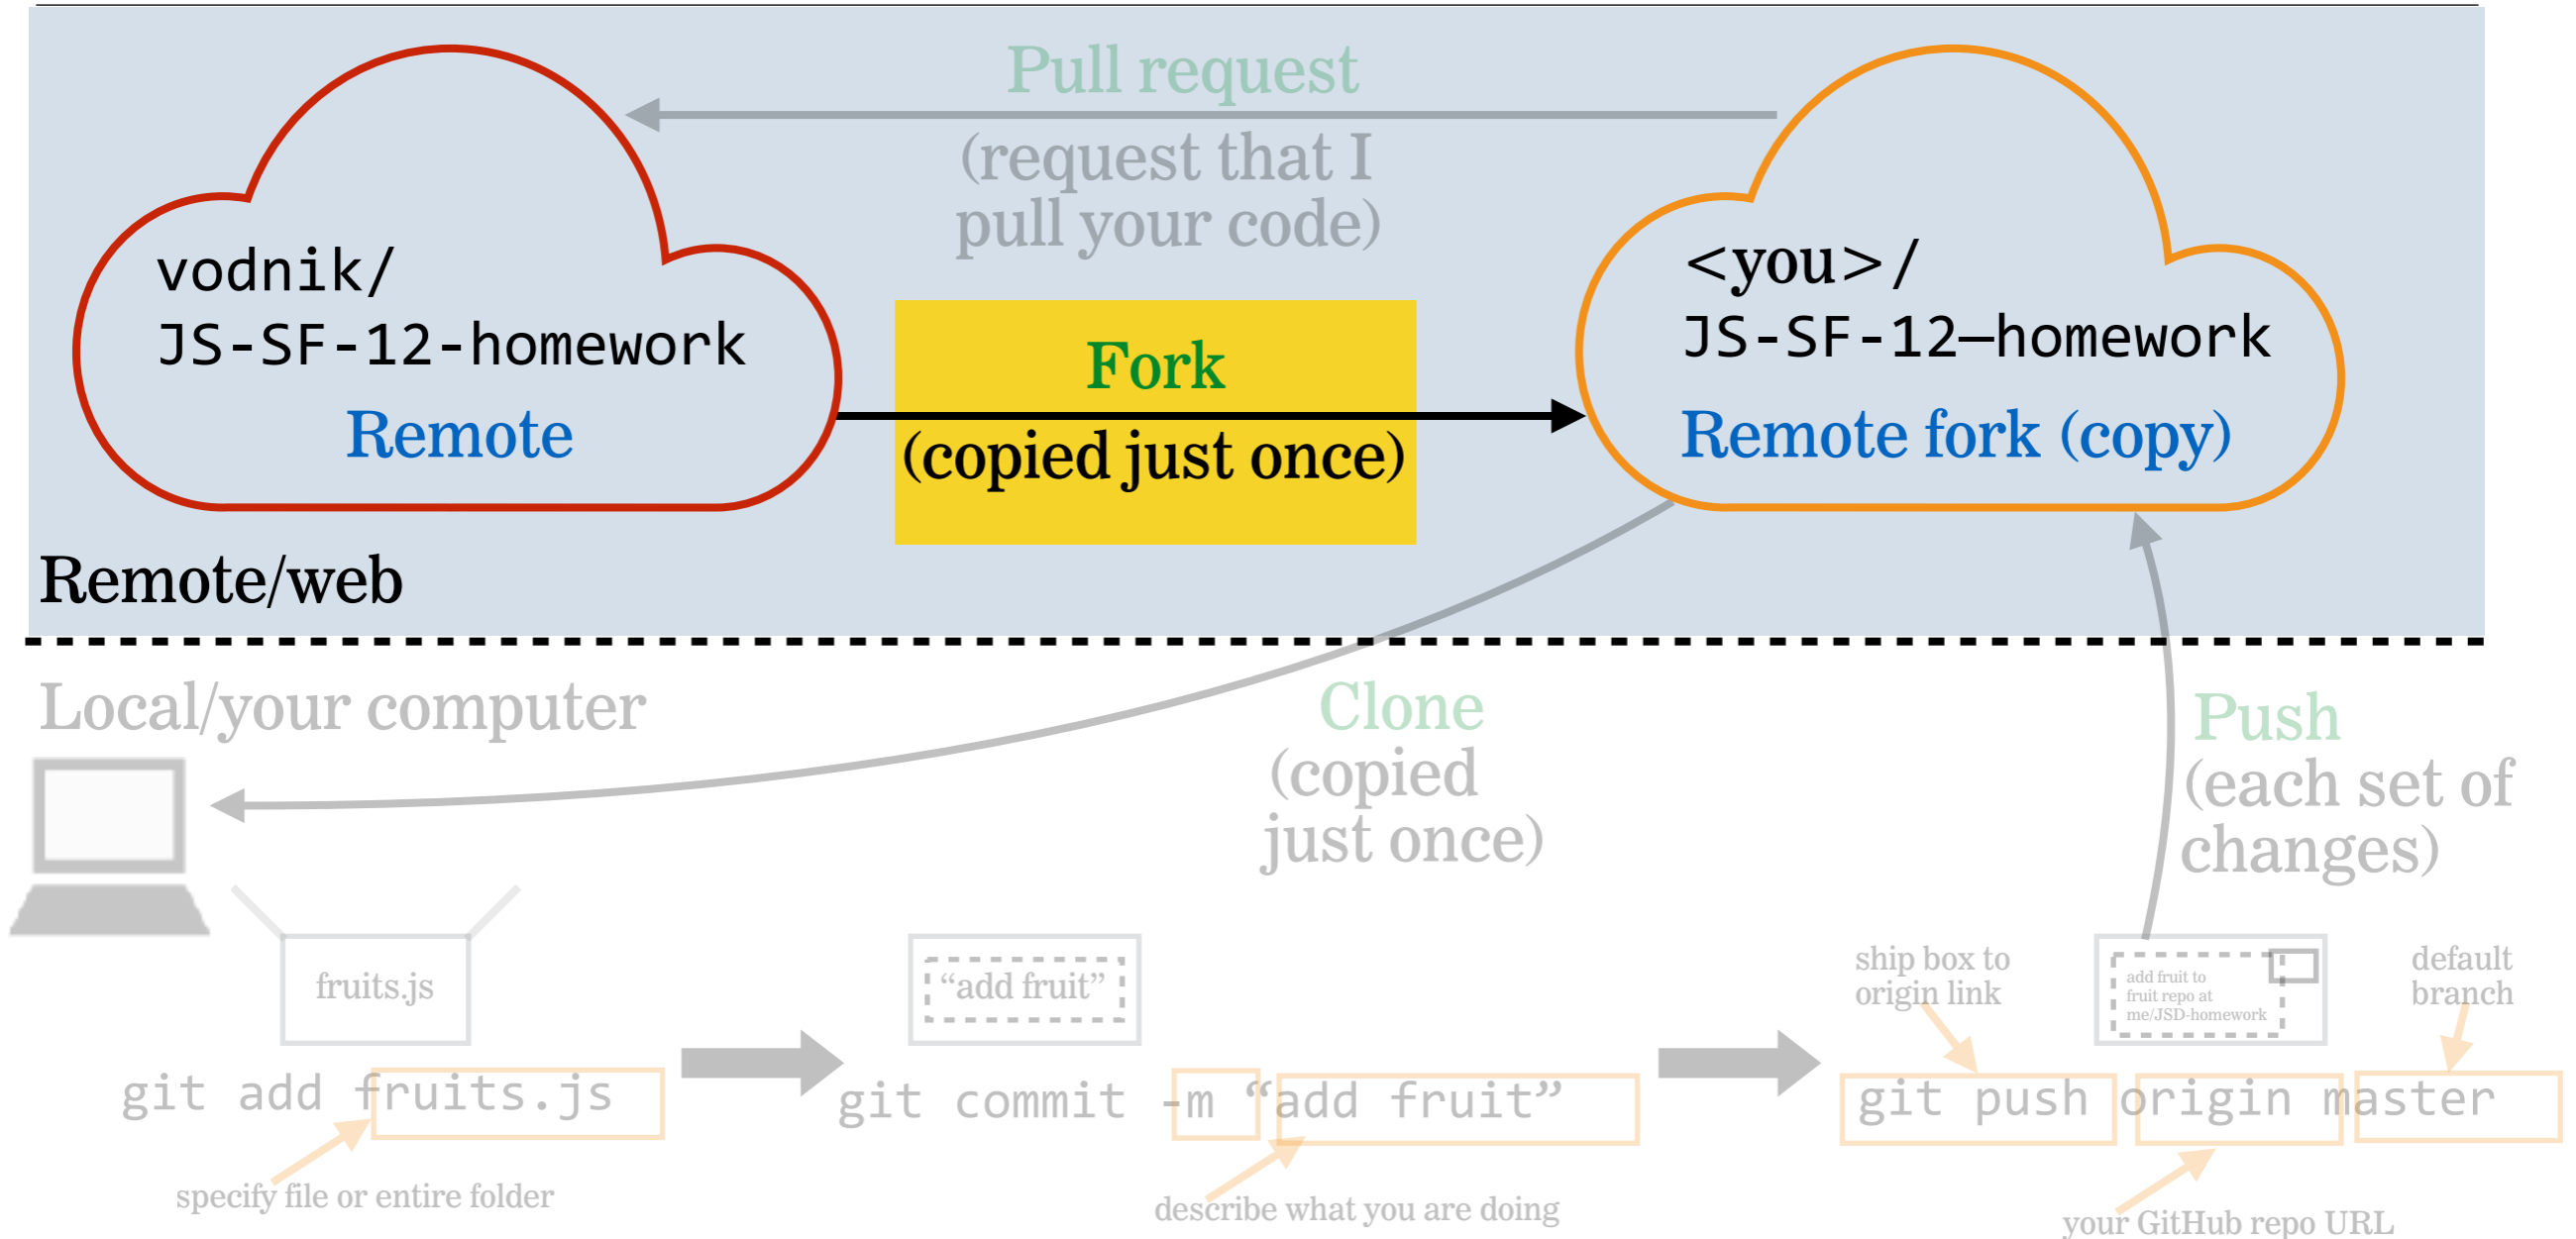 Pull request
(request that I
pull your code)
vodnik/
JS-SF-12-homework
Remote
Fork
(copied just once)
<you>/
JS-SF-12—homework
Remote fork (copy)
Remote/web
Local/your computer
Clone
(copied
just once)
Push
(each set of
changes)
fruits.js
git add fruits.js
specify file or entire folder
“add fruit”
git commit -m “add fruit”
describe what you are doing
ship box to
origin link
add fruit to
fruit repo at
me/JSD-homework
default
branch
git push origin master
your GitHub repo URL